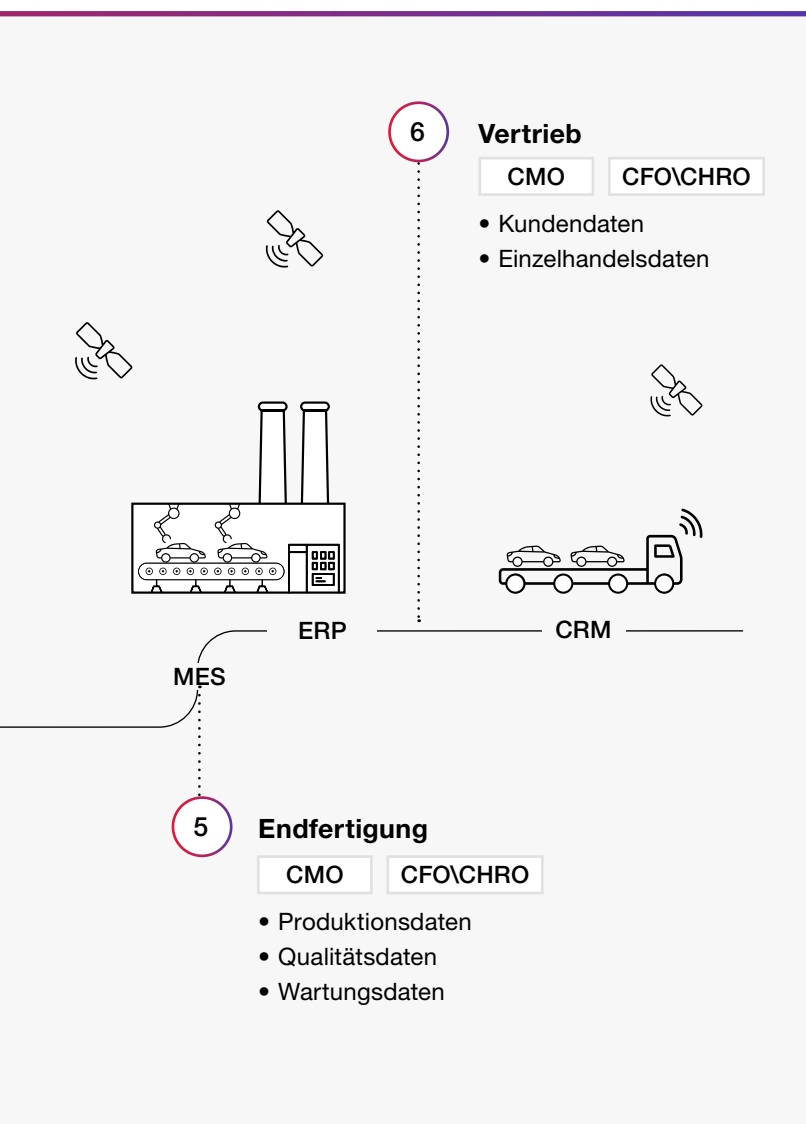 6
Vertrieb
CMO
CFO\CHRO
• Kundendaten
• Einzelhandelsdaten
ERP
CRM
MES
5
Endfertigung
CMO
CFO\CHRO
• Produktionsdaten
• Qualitätsdaten
• Wartungsdaten